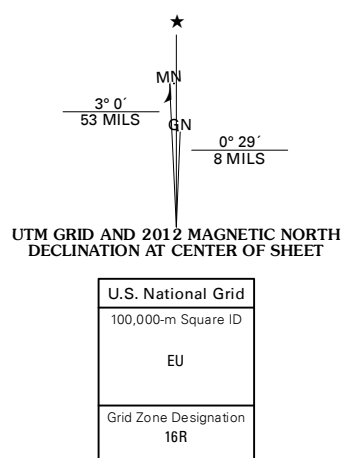 ★
MN
3° 0´
53 MILS
GN
0° 29´
8 MILS
UTM GRID AND 2012 MAGNETIC NORTH
DECLINATION AT CENTER OF SHEET
U.S. National Grid
100,000-m Square ID
EU
Grid Zone Designation
16R